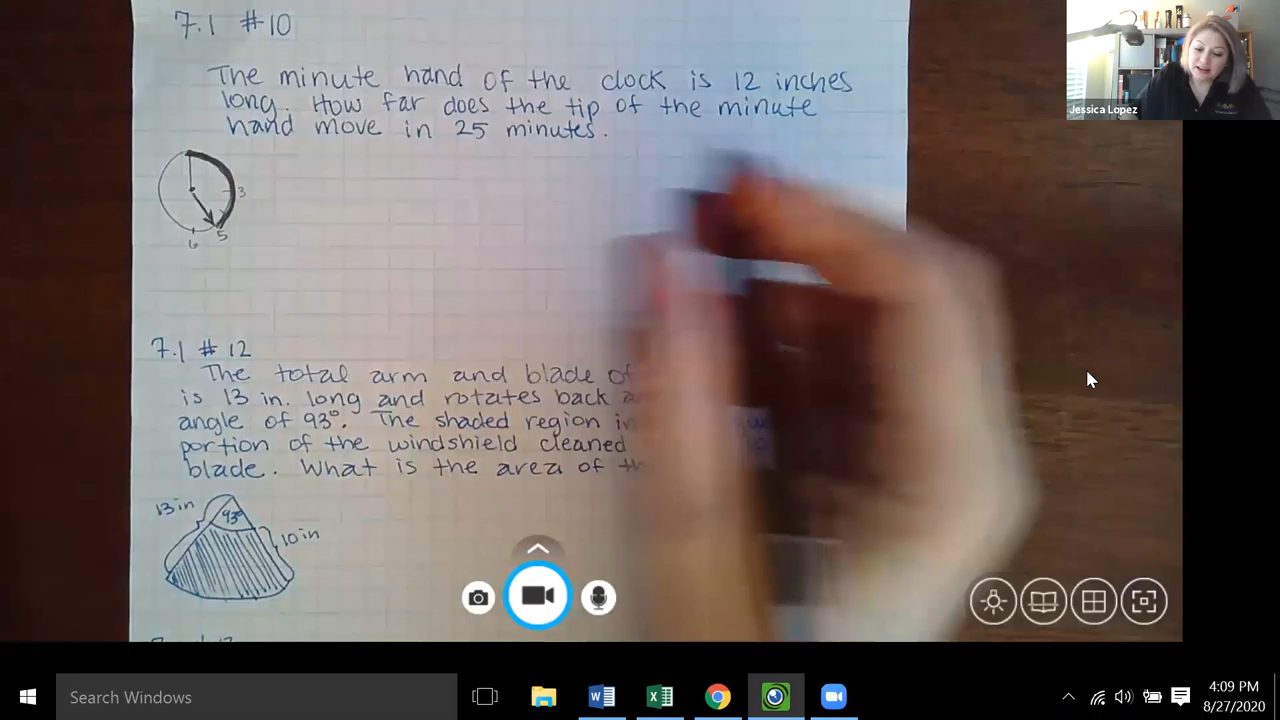 7.1 #10
The minute hand of the clock is 12 inches
long. How far does the tip of the minute
hand move in 25 minutes.
3
5
6
7.1 # 12
The total arm and blade of
is 13 in. long and rotates back
angle of 93°. The shaded region in
portion of the windshield cleaned
blade. What is the area of
13 in
93°
10 in
Jessica Lopez
Search Windows
4:09 PM
8/27/2020